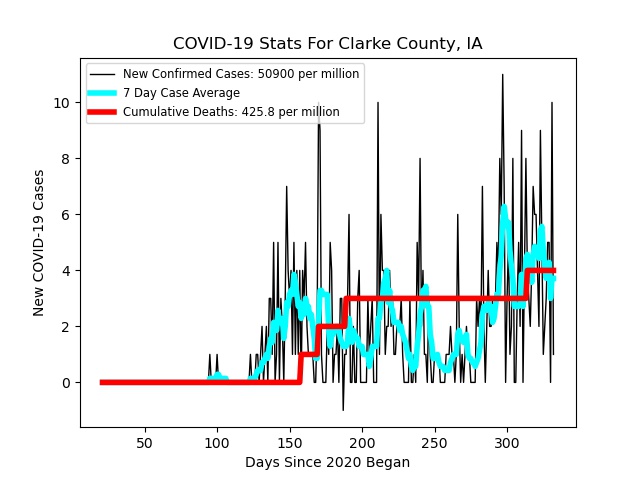 COVID-19 Stats For Clarke County, IA
New Confirmed Cases: 50900 per million
7 Day Case Average
Cumulative Deaths: 425.8 per million
New COVID-19 Cases
10
8
6
4
2
0
50
100
150
200
250
300
Days Since 2020 Began